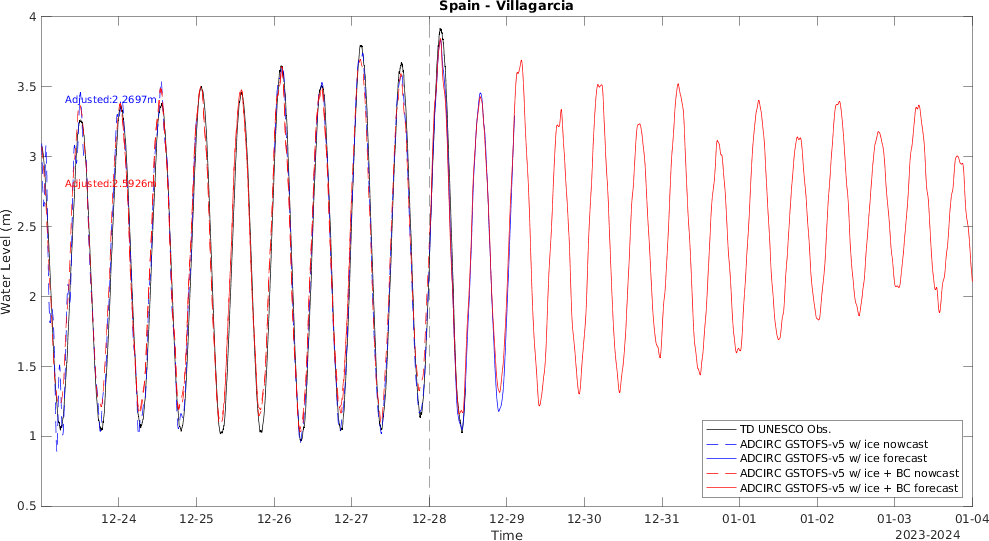 Spain - Villagarcia
4
3.5
3
2.5
2
1.5
1
0.5
Water Level (m)
Adjusted:2.2697m
Adjusted:2.5926m
TD UNESCO Obs.
ADCIRC GSTOFS-v5 w/ ice nowcast
ADCIRC GSTOFS-v5 w/ ice forecast
ADCIRC GSTOFS-v5 w/ ice + BC nowcast
ADCIRC GSTOFS-v5 w/ ice + BC forecast
12-24 12-25 12-26 12-27 12-28 12-29 12-30 12-31 01-01 01-02 01-03 01-04
Time
2023-2024